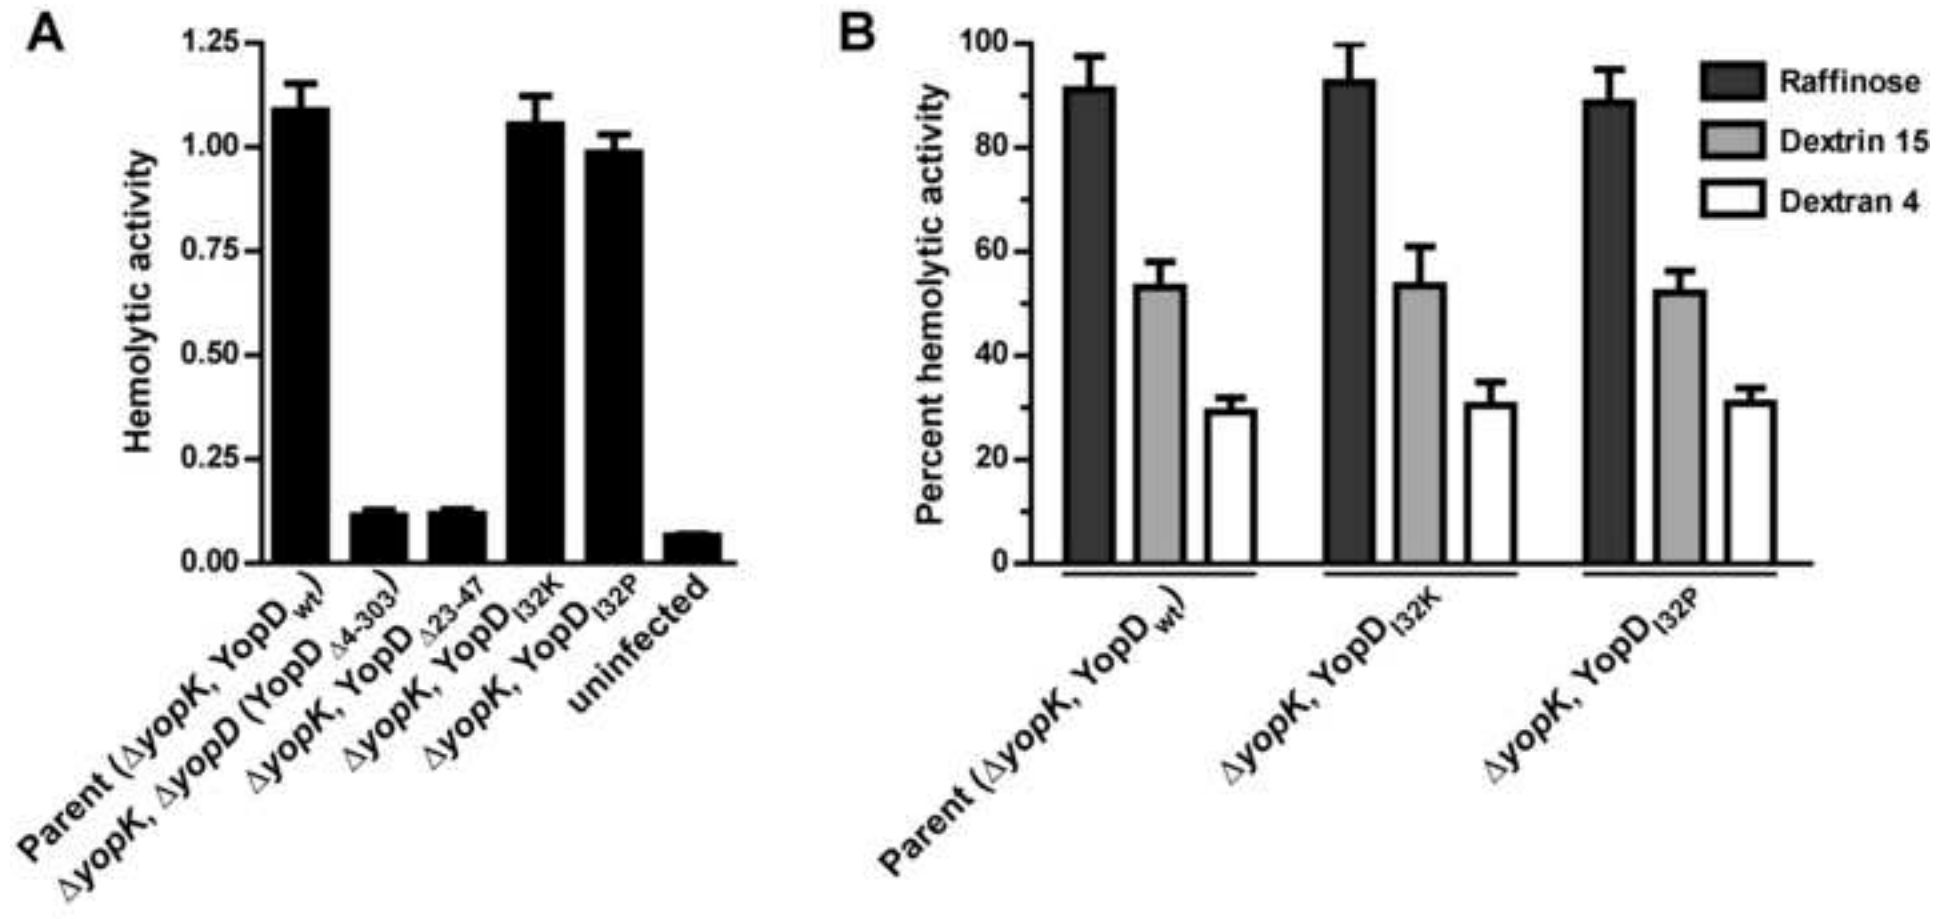 A
1.25
1.00
0.75
0.50
0.25
0.00
Hemolytic activity
Parent (ΔyopK, YopDwt)
ΔyopK, ΔyopD (YopDΔ4-303)
ΔyopK, YopDΔ23-47
ΔyopK, YopDI32K
ΔyopK, YopDI32P
uninfected
B
100
80
60
40
20
0
Percent hemolytic activity
Raffinose
Dextrin 15
Dextran 4
Parent (ΔyopK, YopDwt)
ΔyopK, YopDI32K
ΔyopK, YopDI32P